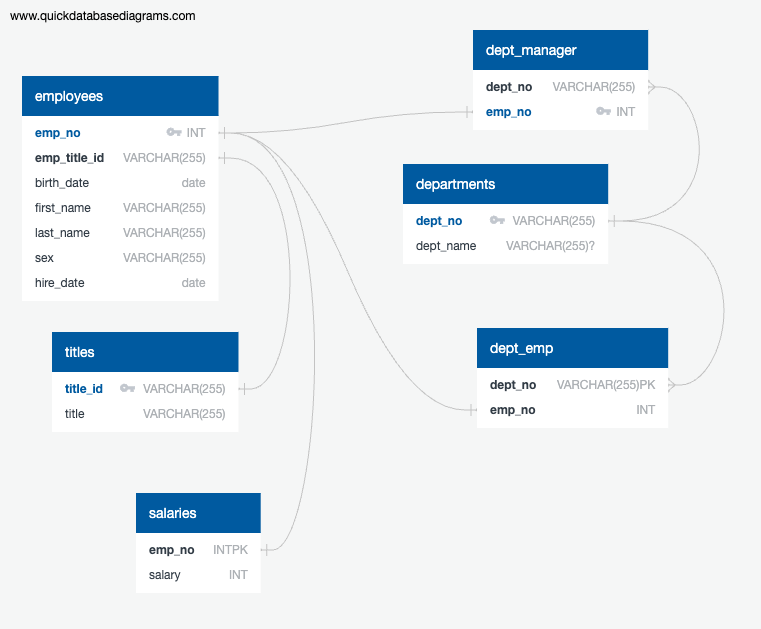 www.quickdatabasediagrams.com
employees
emp_no INT
emp_title_id VARCHAR(255)
birth_date date
first_name VARCHAR(255)
last_name VARCHAR(255)
sex VARCHAR(255)
hire_date date
titles
title_id VARCHAR(255)
title VARCHAR(255)
salaries
emp_no INTPK
salary INT
dept_manager
dept_no VARCHAR(255)
emp_no INT
departments
dept_no VARCHAR(255)
dept_name VARCHAR(255)?
dept_emp
dept_no VARCHAR(255)PK
emp_no INT